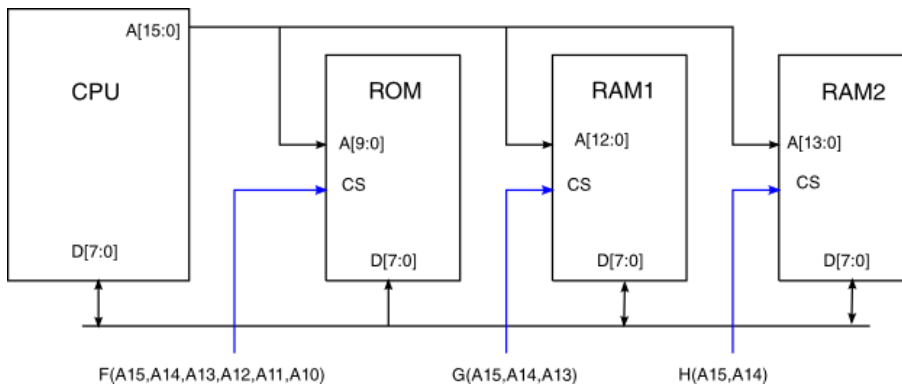 A[15:0]
CPU
ROM
RAM1
RAM2
A[9:0]
A[12:0]
A[13:0]
CS
CS
CS
D[7:0]
D[7:0]
D[7:0]
D[7:0]
F(A15,A14,A13,A12,A11,A10)
G(A15,A14,A13)
H(A15,A14)